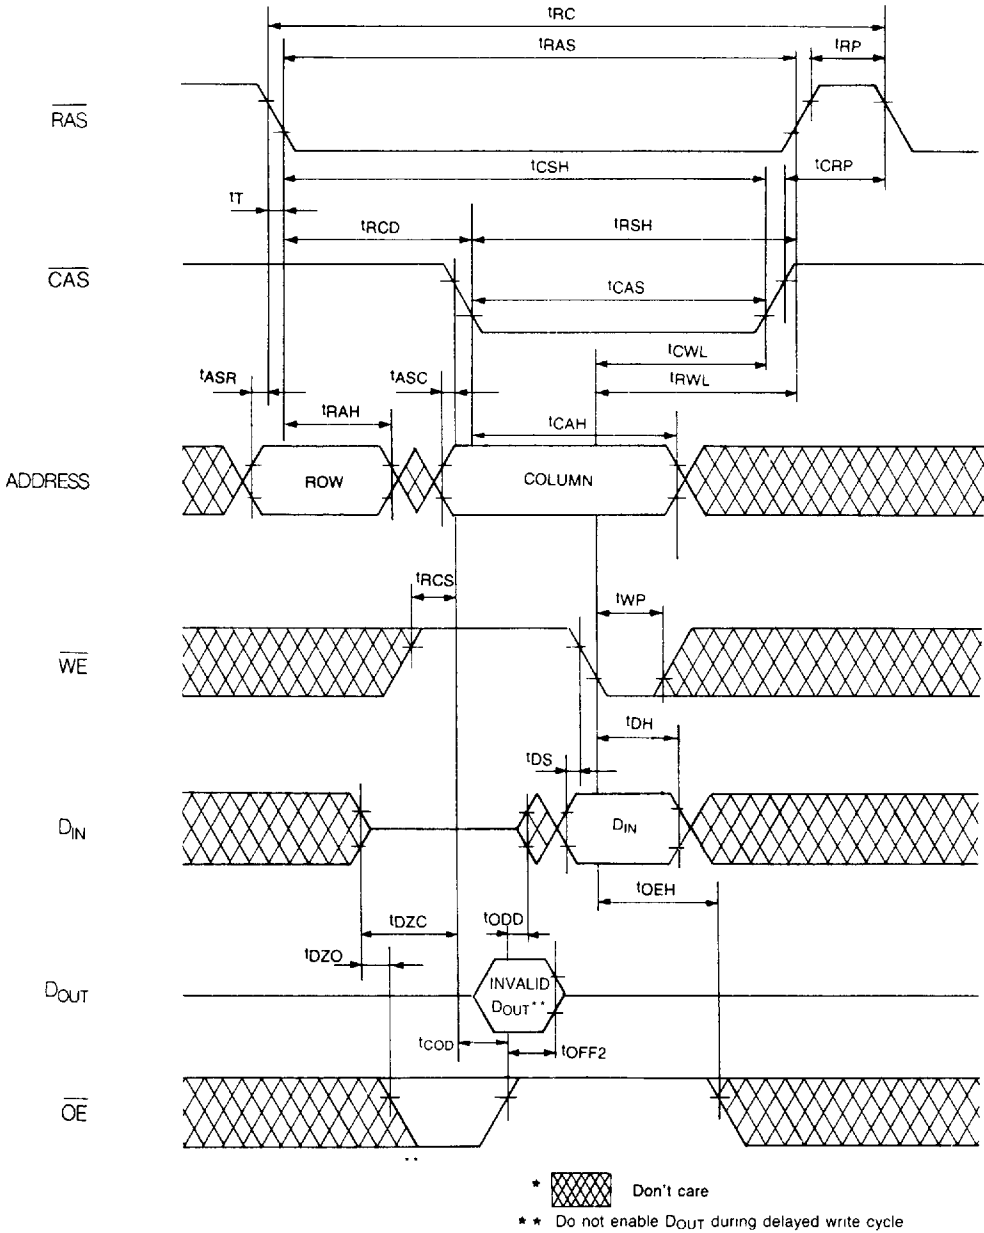 tRC
tRAS
tRP
RAS
tCSH
tCRP
tT
tRCD
tRSH
CAS
tCAS
tCWL
tASR
tASC
tRWL
tRAH
tCAH
ADDRESS
ROW
COLUMN
tRCS
tWP
WE
tDH
tDS
DIN
DIN
tOEH
tDZC
tODD
tDZO
DOUT
INVALID
DOUT**
tCOD
tOFF2
OE
**
* Don't care
** Do not enable DOUT during delayed write cycle